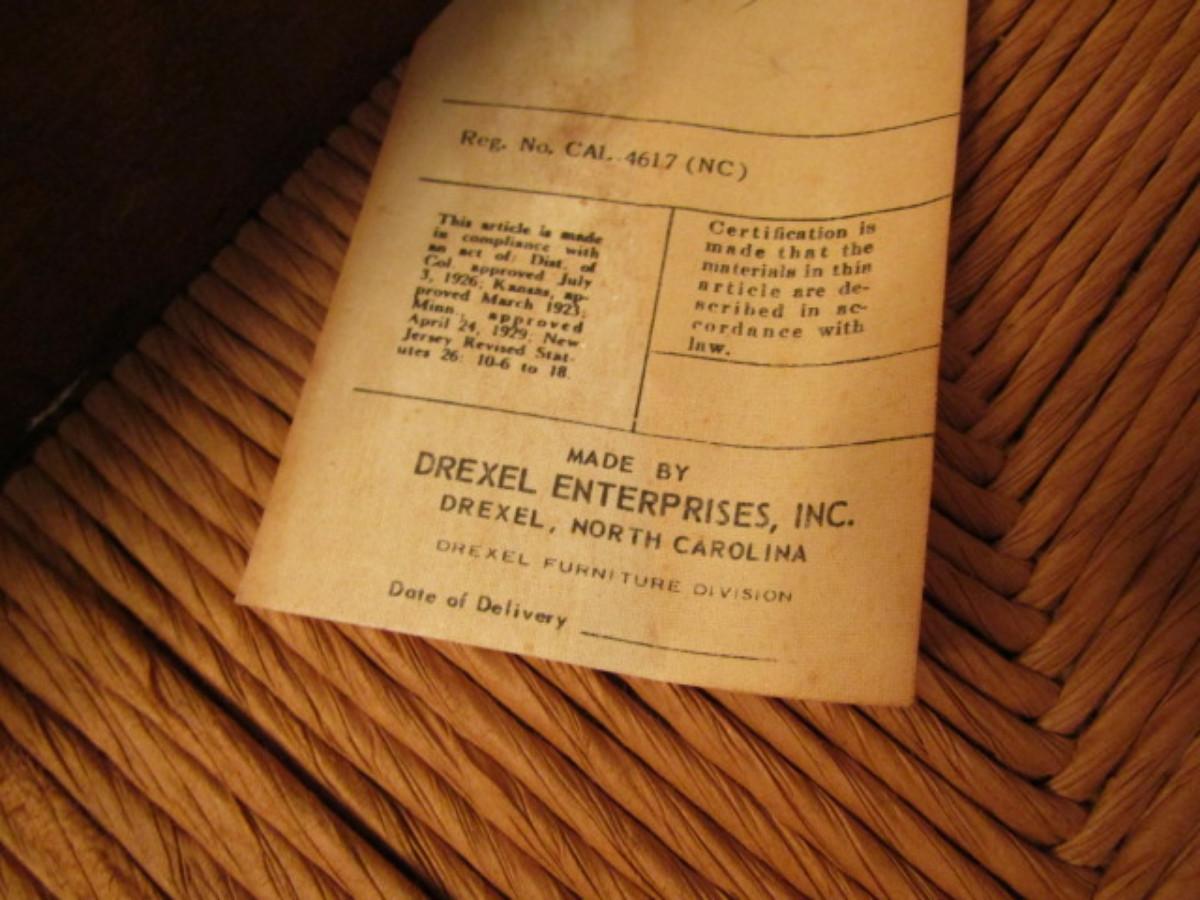 Reg. No. CAL. 4617 (NC)
This article is made
in compliance with
an act of: Dist. of
Col. approved July
3, 1926; Kansas, ap-
proved March 1923;
Minn., approved
April 24, 1929; New
Jersey Revised Stat-
utes 26: 10-6 to 18.
Certification is
made that the
materials in this
article are de-
scribed in ac-
cordance with
law.
MADE BY
DREXEL ENTERPRISES, INC.
DREXEL, NORTH CAROLINA
DREXEL FURNITURE DIVISION
Date of Delivery